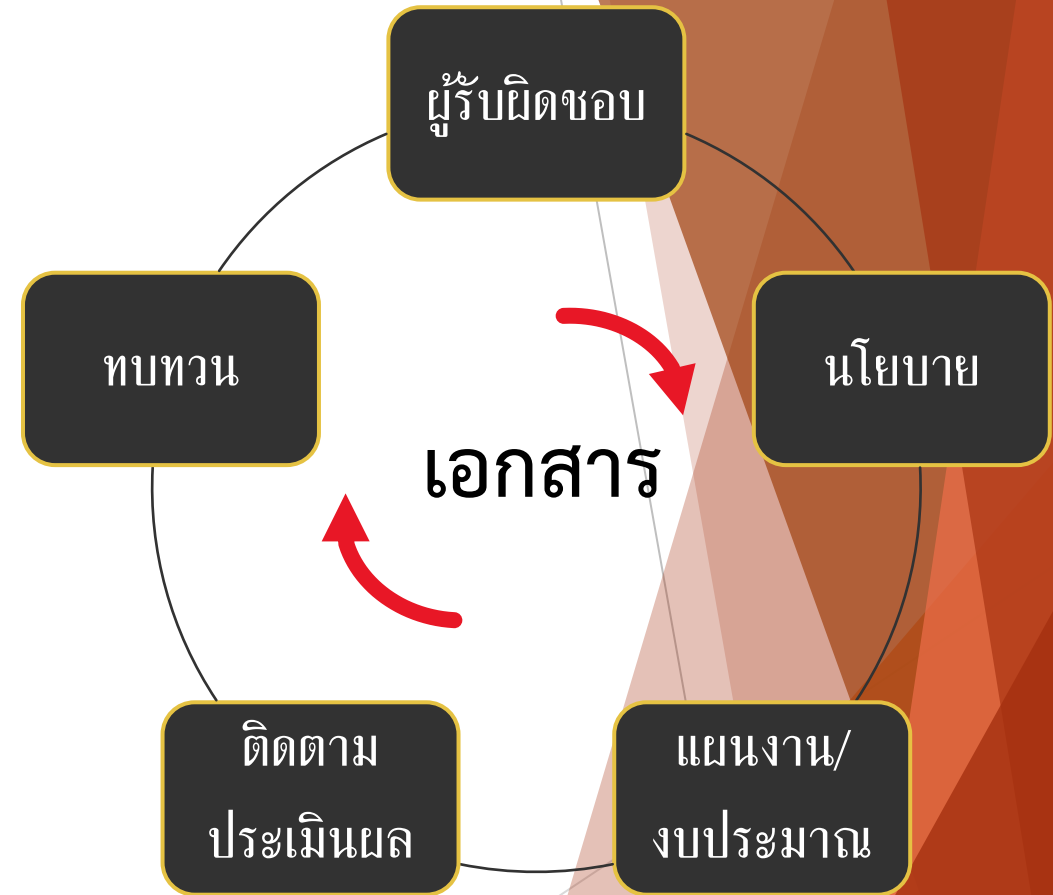 ผู้รับผิดชอบ
นโยบาย
แผนงาน/
งบประมาณ
ติดตาม
ประเมินผล
ทบทวน
เอกสาร